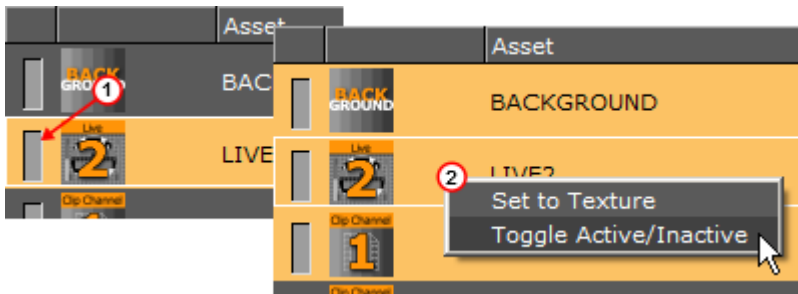 Asset
BACK
GROUND
BAC
1
Live
2
LIVE
Clip Channel
1
Asset
BACK
GROUND
BACKGROUND
Live
2
LIVE2
2
Set to Texture
Toggle Active/Inactive
Clip Channel
1
Clip Channel